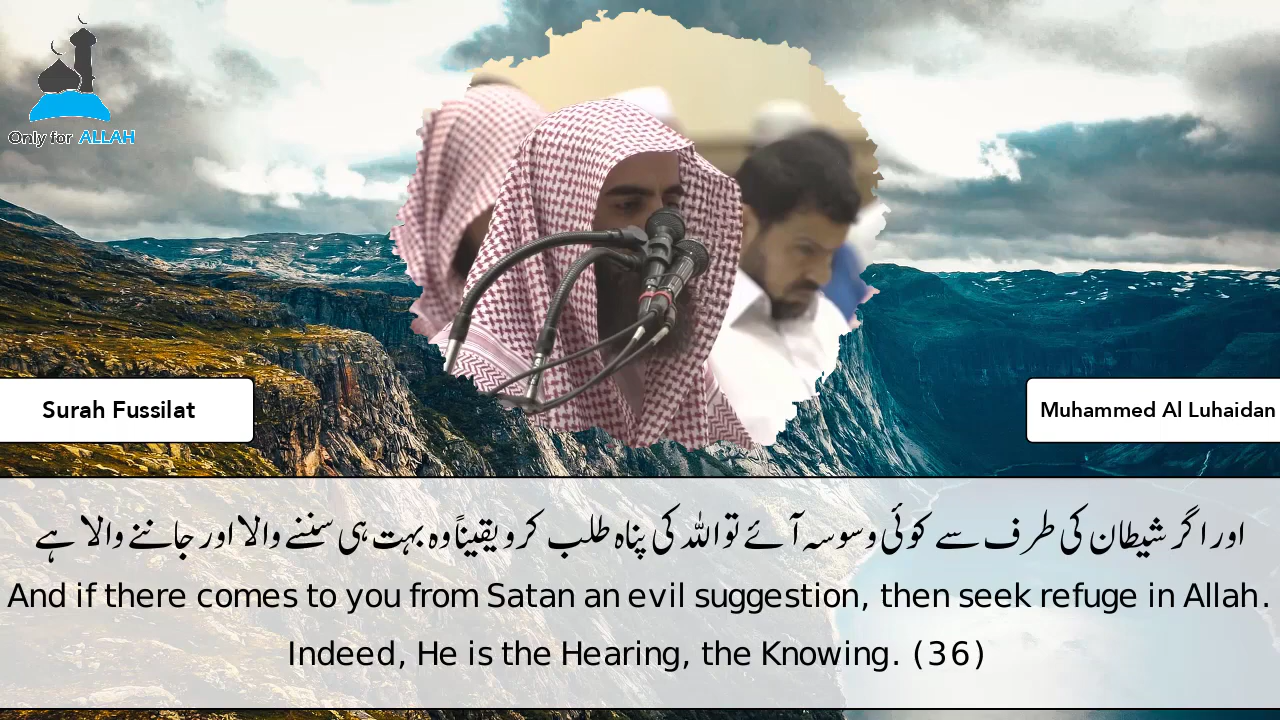 Only for ALLAH
Surah Fussilat
Muhammed Al Luhaidan
اور اگر شیطان کی طرف سے کوئی وسوسہ آئے تو اللہ کی پناہ طلب کرو یقیناً وہ بہت ہی سننے والا اور جاننے والا ہے
And if there comes to you from Satan an evil suggestion, then seek refuge in Allah.
Indeed, He is the Hearing, the Knowing. (36)